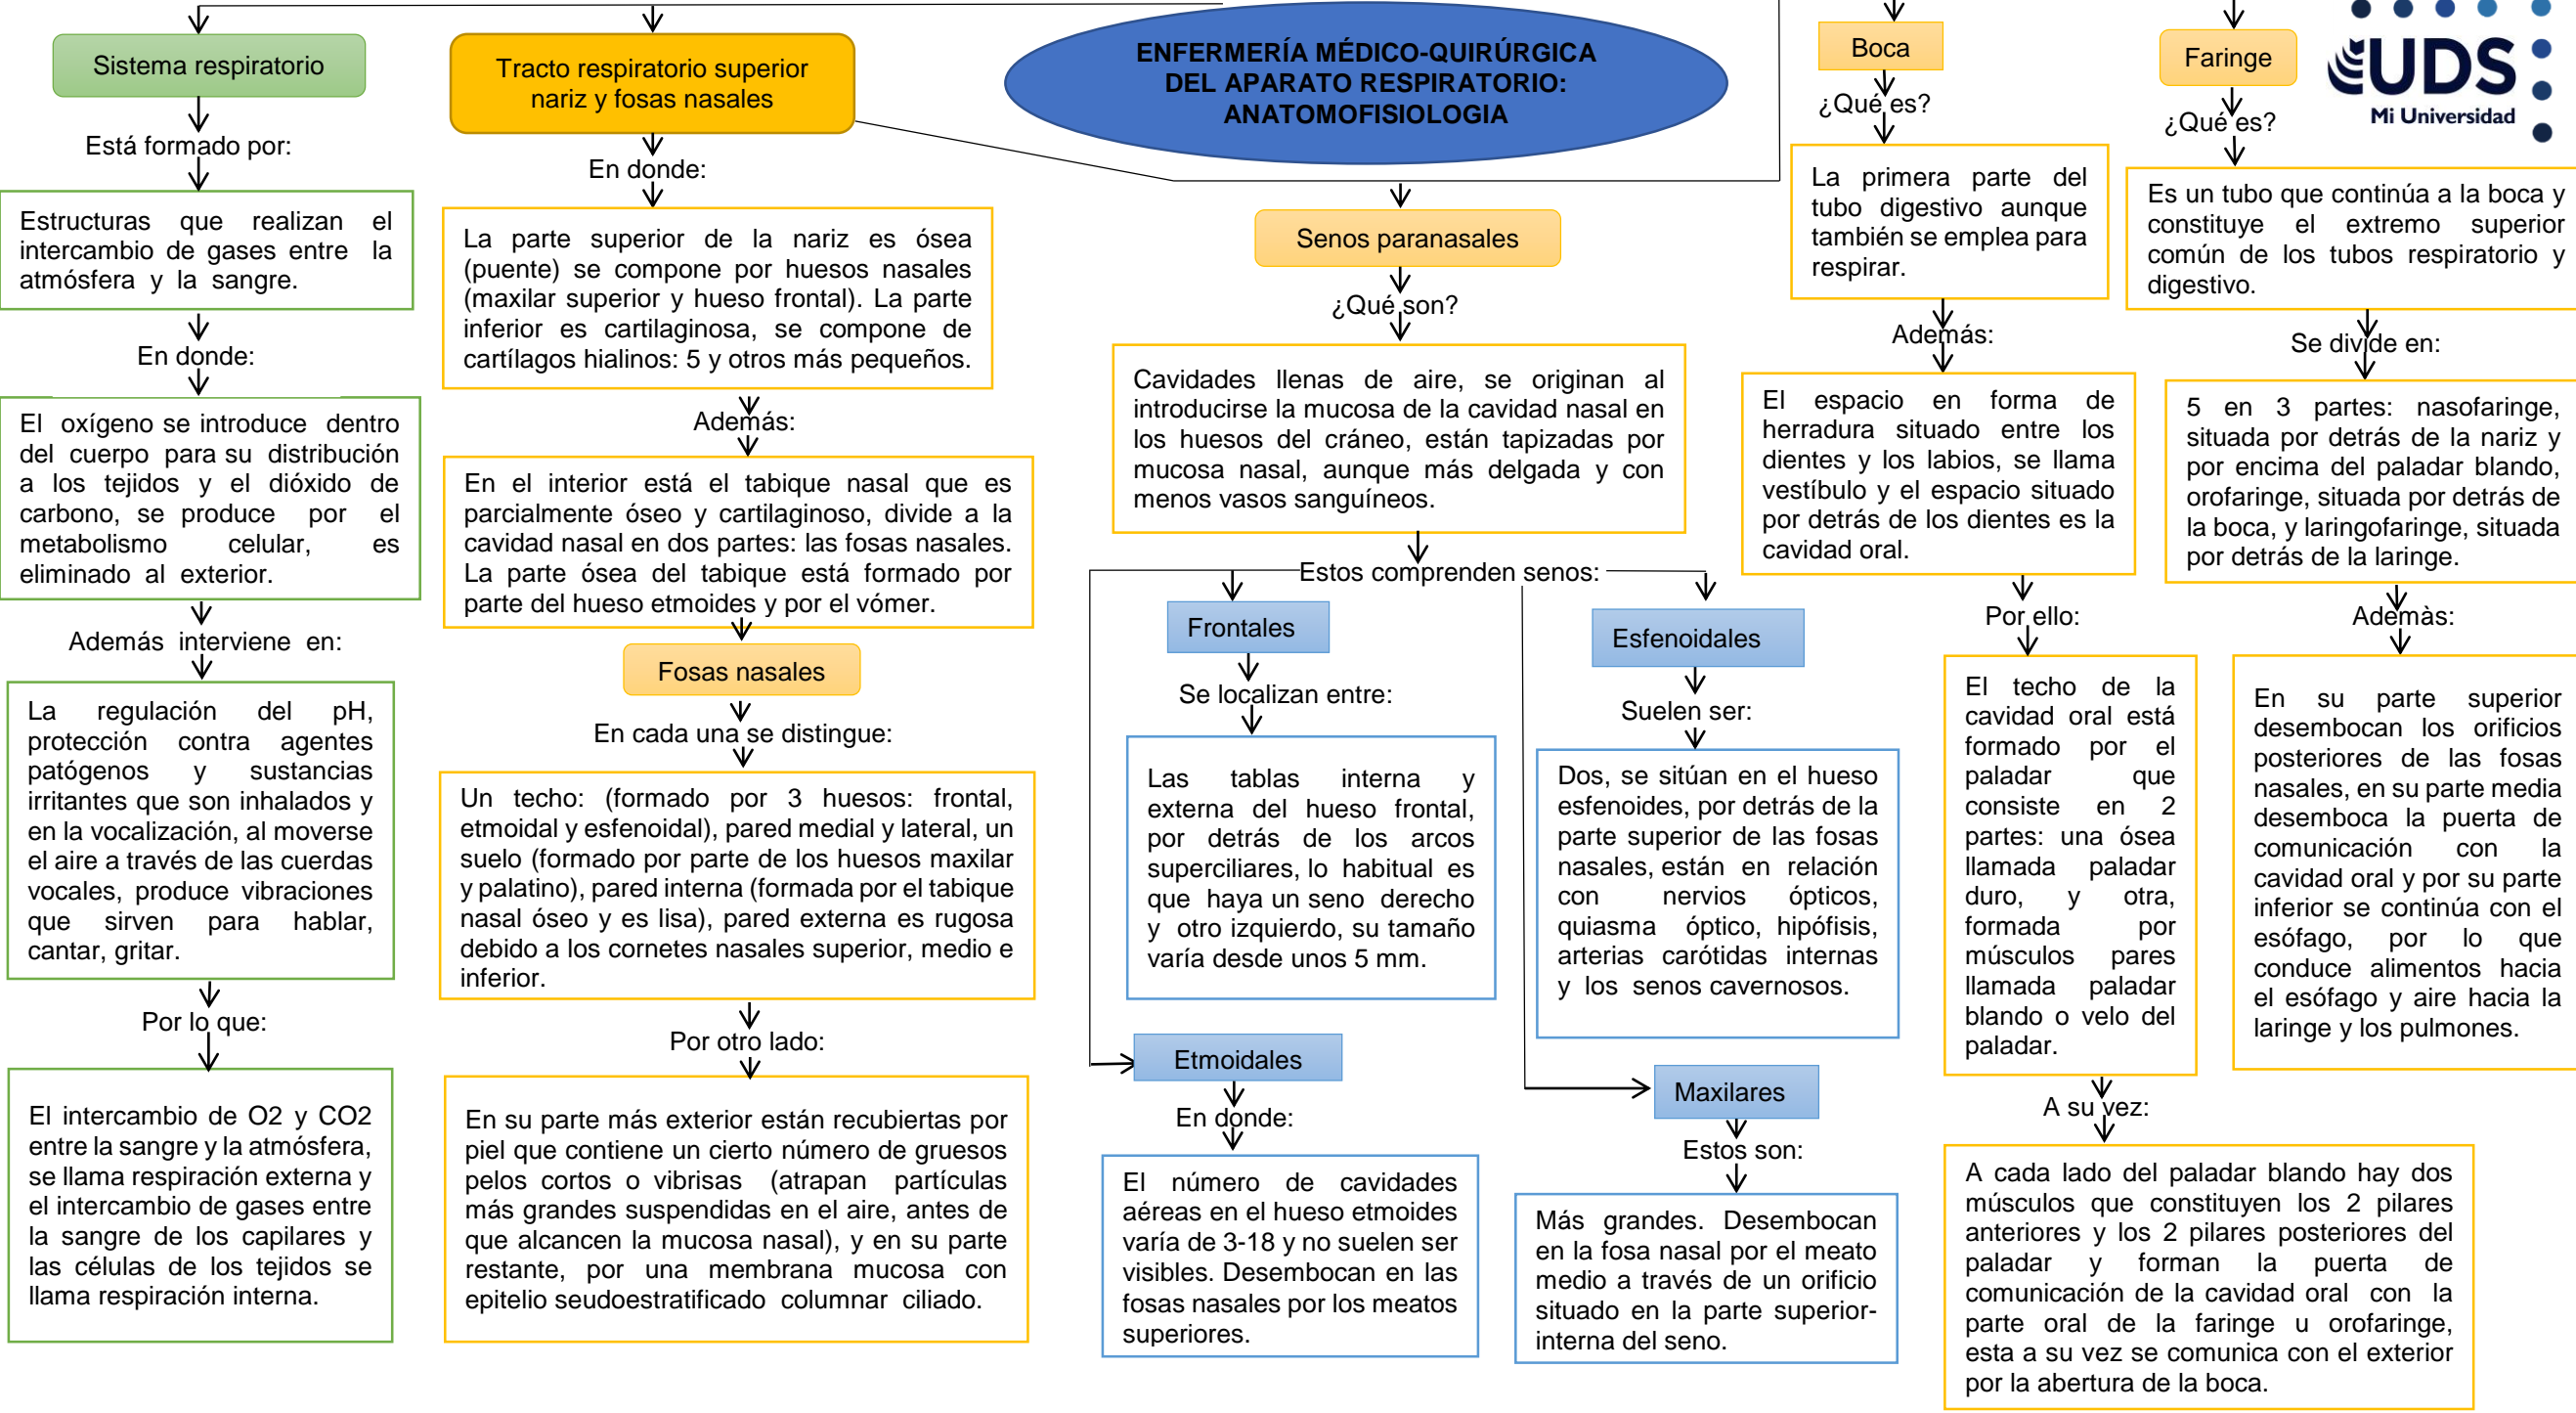 Sistema respiratorio
Está formado por:
Estructuras que realizan el
intercambio de gases entre la
atmósfera y la sangre.
En donde:
El oxígeno se introduce dentro
del cuerpo para su distribución
a los tejidos y el dióxido de
carbono, se produce por el
metabolismo celular, es
eliminado al exterior.
Además interviene en:
La regulación del pH,
protección contra agentes
patógenos y sustancias
irritantes que son inhalados y
en la vocalización, al moverse
el aire a través de las cuerdas
vocales, produce vibraciones
que sirven para hablar,
cantar, gritar.
Por lo que:
El intercambio de O2 y CO2
entre la sangre y la atmósfera,
se llama respiración externa y
el intercambio de gases entre
la sangre de los capilares y
las células de los tejidos se
llama respiración interna.
Tracto respiratorio superior
nariz y fosas nasales
En donde:
La parte superior de la nariz es ósea
(puente) se compone por huesos nasales
(maxilar superior y hueso frontal). La parte
inferior es cartilaginosa, se compone de
cartílagos hialinos: 5 y otros más pequeños.
Además:
En el interior está el tabique nasal que es
parcialmente óseo y cartilaginoso, divide a la
cavidad nasal en dos partes: las fosas nasales.
La parte ósea del tabique está formado por
parte del hueso etmoides y por el vómer.
Fosas nasales
En cada una se distingue:
Un techo: (formado por 3 huesos: frontal,
etmoidal y esfenoidal), pared medial y lateral, un
suelo (formado por parte de los huesos maxilar
y palatino), pared interna (formada por el tabique
nasal óseo y es lisa), pared externa es rugosa
debido a los cornetes nasales superior, medio e
inferior.
Por otro lado:
En su parte más exterior están recubiertas por
piel que contiene un cierto número de gruesos
pelos cortos o vibrisas (atrapan partículas
más grandes suspendidas en el aire, antes de
que alcancen la mucosa nasal), y en su parte
restante, por una membrana mucosa con
epitelio seudoestratificado columnar ciliado.
ENFERMERÍA MÉDICO-QUIRÚRGICA
DEL APARATO RESPIRATORIO:
ANATOMOFISIOLOGIA
Senos paranasales
¿Qué son?
Cavidades llenas de aire, se originan al
introducirse la mucosa de la cavidad nasal en
los huesos del cráneo, están tapizadas por
mucosa nasal, aunque más delgada y con
menos vasos sanguíneos.
Estos comprenden senos:
Frontales
Se localizan entre:
Las tablas interna y
externa del hueso frontal,
por detrás de los arcos
superciliares, lo habitual es
que haya un seno derecho
y otro izquierdo, su tamaño
varía desde unos 5 mm.
Etmoidales
En donde:
El número de cavidades
aéreas en el hueso etmoides
varía de 3-18 y no suelen ser
visibles. Desembocan en las
fosas nasales por los meatos
superiores.
Esfenoidales
Suelen ser:
Dos, se sitúan en el hueso
esfenoides, por detrás de la
parte superior de las fosas
nasales, están en relación
con nervios ópticos,
quiasma óptico, hipófisis,
arterias carótidas internas
y los senos cavernosos.
Maxilares
Estos son:
Más grandes. Desembocan
en la fosa nasal por el meato
medio a través de un orificio
situado en la parte superior-
interna del seno.
Boca
¿Qué es?
La primera parte del
tubo digestivo aunque
también se emplea para
respirar.
Además:
El espacio en forma de
herradura situado entre los
dientes y los labios, se llama
vestíbulo y el espacio situado
por detrás de los dientes es la
cavidad oral.
Por ello:
El techo de la
cavidad oral está
formado por el
paladar que
consiste en 2
partes: una ósea
llamada paladar
duro, y otra,
formada por
músculos pares
llamada paladar
blando o velo del
paladar.
A su vez:
A cada lado del paladar blando hay dos
músculos que constituyen los 2 pilares
anteriores y los 2 pilares posteriores del
paladar y forman la puerta de
comunicación de la cavidad oral con la
parte oral de la faringe u orofaringe,
esta a su vez se comunica con el exterior
por la abertura de la boca.
Faringe
¿Qué es?
Es un tubo que continúa a la boca y
constituye el extremo superior
común de los tubos respiratorio y
digestivo.
Se divide en:
5 en 3 partes: nasofaringe,
situada por detrás de la nariz y
por encima del paladar blando,
orofaringe, situada por detrás de
la boca, y laringofaringe, situada
por detrás de la laringe.
Ademàs:
En su parte superior
desembocan los orificios
posteriores de las fosas
nasales, en su parte media
desemboca la puerta de
comunicación con la
cavidad oral y por su parte
inferior se continúa con el
esófago, por lo que
conduce alimentos hacia
el esófago y aire hacia la
laringe y los pulmones.
UDS
Mi Universidad